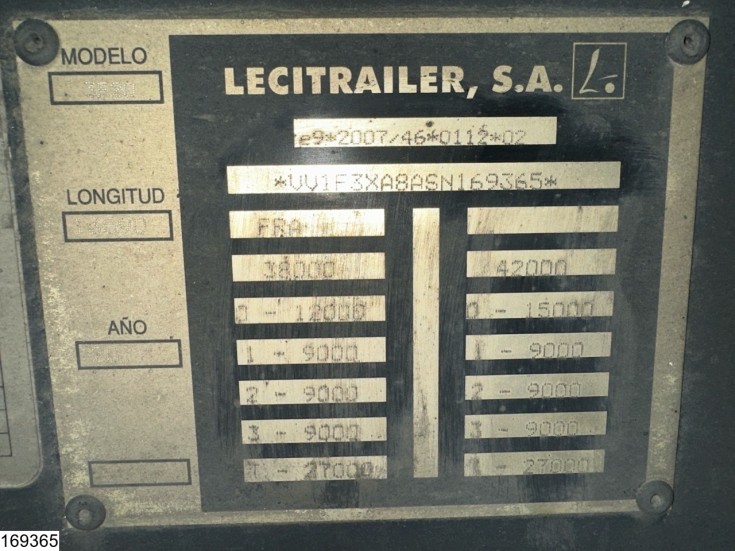 MODELO
LECITRAILER, S.A. L.
e9*2007/46*0112*02
*VV1F3XA8ASN169365*
LONGITUD
FRA
38000 42000
0 - 12000 0 - 15000
AÑO
1 - 9000 1 - 9000
2 - 9000 2 - 9000
3 - 9000 3 - 9000
T - 27000 T - 27000
169365